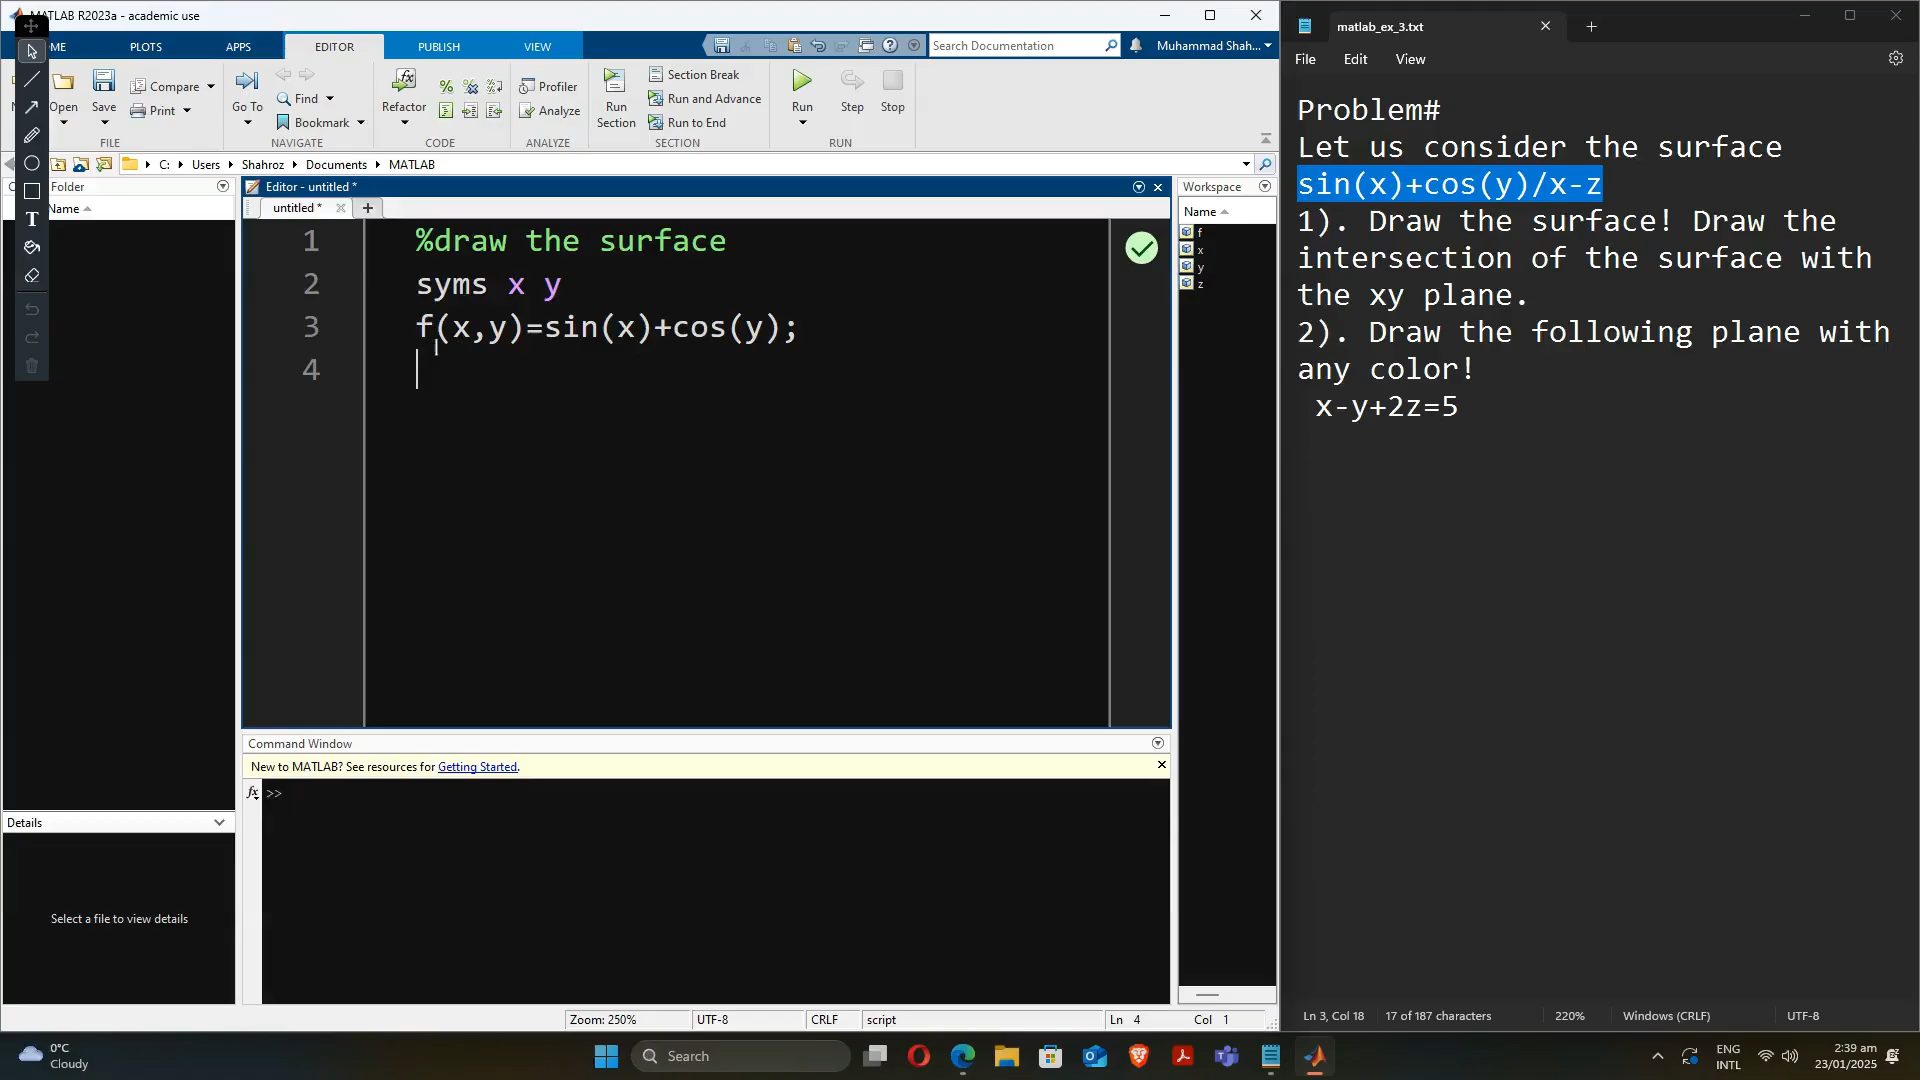 MATLAB R2023a - academic use
OME
PLOTS
APPS
EDITOR
PUBLISH
VIEW
Search Documentation
Muhammad Shah...
Open
Save
Compare
Print
FILE
Go To
Find
Bookmark
NAVIGATE
Refactor
CODE
Profiler
Analyze
ANALYZE
Run
Section
Section Break
Run and Advance
Run to End
SECTION
Run
Step
Stop
RUN
C:
Users
Shahroz
Documents
MATLAB
Folder
Name
Editor - untitled *
untitled *
1 %draw the surface
2 syms x y
3 f(x,y)=sin(x)+cos(y);
4
Workspace
Name
f
x
y
z
Command Window
New to MATLAB? See resources for Getting Started.
fx >>
Details
Select a file to view details
Zoom: 250%
UTF-8
CRLF
script
Ln 4
Col 1
matlab_ex_3.txt
File
Edit
View
Problem#
Let us consider the surface
sin(x)+cos(y)/x-z
1). Draw the surface! Draw the
intersection of the surface with
the xy plane.
2). Draw the following plane with
any color!
x-y+2z=5
Ln 3, Col 18
17 of 187 characters
220%
Windows (CRLF)
UTF-8
0°C
Cloudy
Search
ENG
INTL
2:39 am
23/01/2025